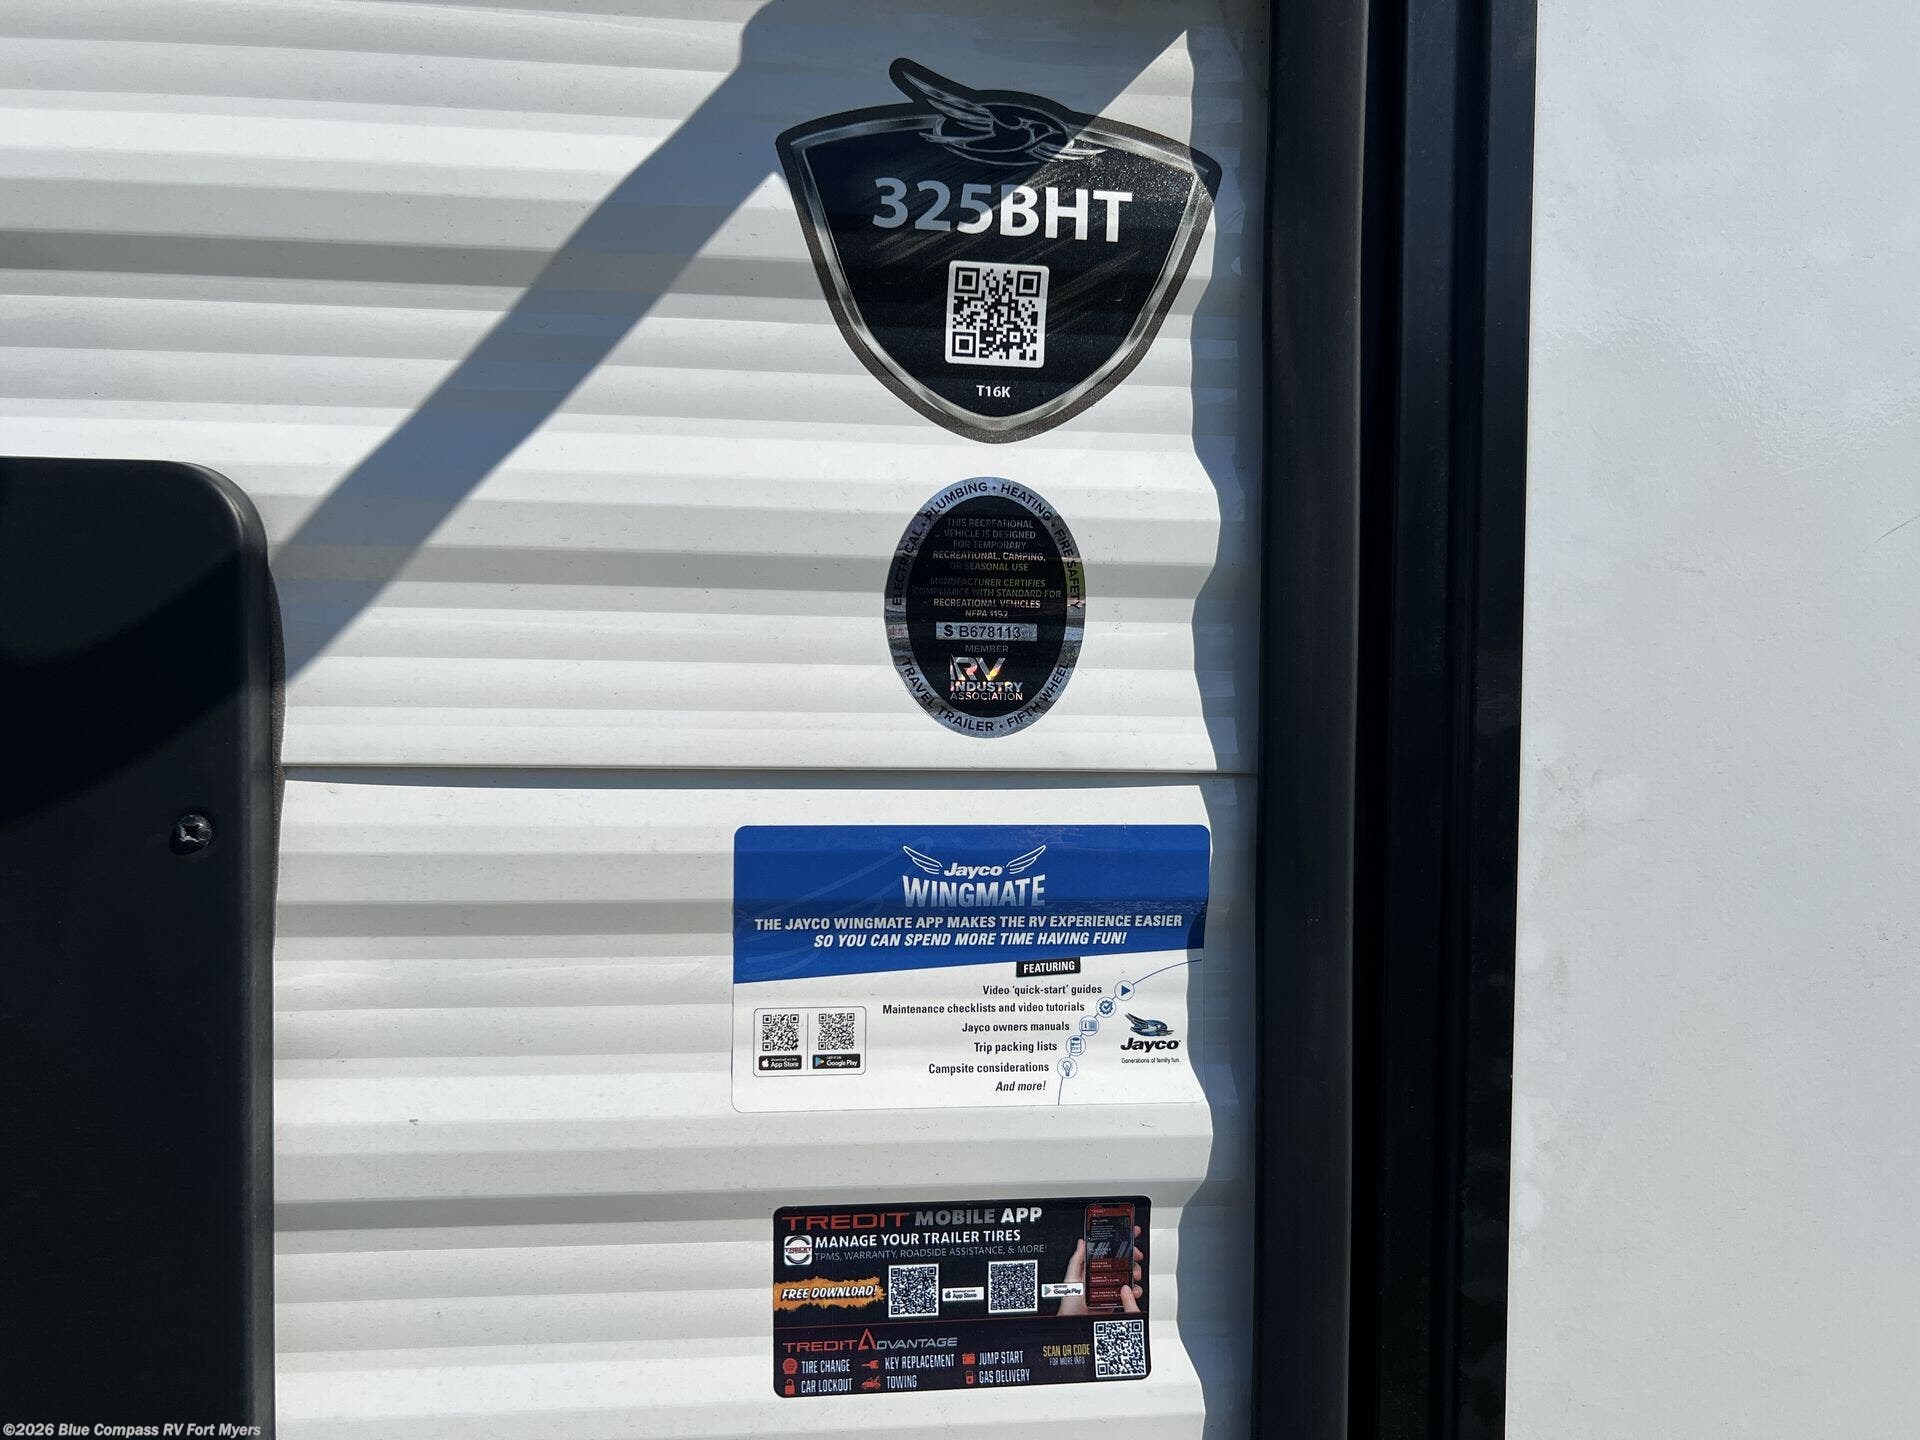 325BHT
T16K
ELECTRICAL • PLUMBING • HEATING • FIRE SAFETY
THIS RECREATIONAL
VEHICLE IS DESIGNED
FOR TEMPORARY
RECREATIONAL, CAMPING,
OR SEASONAL USE
MANUFACTURER CERTIFIES
COMPLIANCE WITH STANDARD FOR
RECREATIONAL VEHICLES
NFPA 1192
S B678113
MEMBER
RV
INDUSTRY
ASSOCIATION
TRAVEL TRAILER • FIFTH WHEEL
Jayco
WINGMATE
THE JAYCO WINGMATE APP MAKES THE RV EXPERIENCE EASIER
SO YOU CAN SPEND MORE TIME HAVING FUN!
FEATURING
Video 'quick-start' guides
Maintenance checklists and video tutorials
Jayco owners manuals
Trip packing lists
Campsite considerations
And more!
App Store
Google Play
Jayco
Generations of family fun.
TREDIT MOBILE APP
MANAGE YOUR TRAILER TIRES
TPMS, WARRANTY, ROADSIDE ASSISTANCE, & MORE!
FREE DOWNLOAD!
App Store
Google Play
TREDIT ADVANTAGE
TIRE CHANGE
KEY REPLACEMENT
JUMP START
CAR LOCKOUT
TOWING
GAS DELIVERY
SCAN QR CODE
FOR MORE INFO
©2026 Blue Compass RV Fort Myers